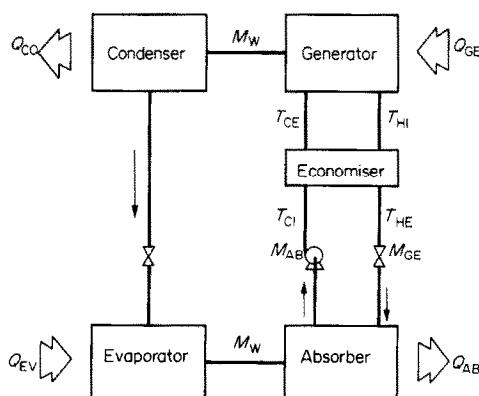 Q_CO
Condenser
M_W
Generator
Q_GE
T_CE
T_HI
Economiser
T_CI
T_HE
M_AB
M_GE
Q_EV
Evaporator
M_W
Absorber
Q_AB